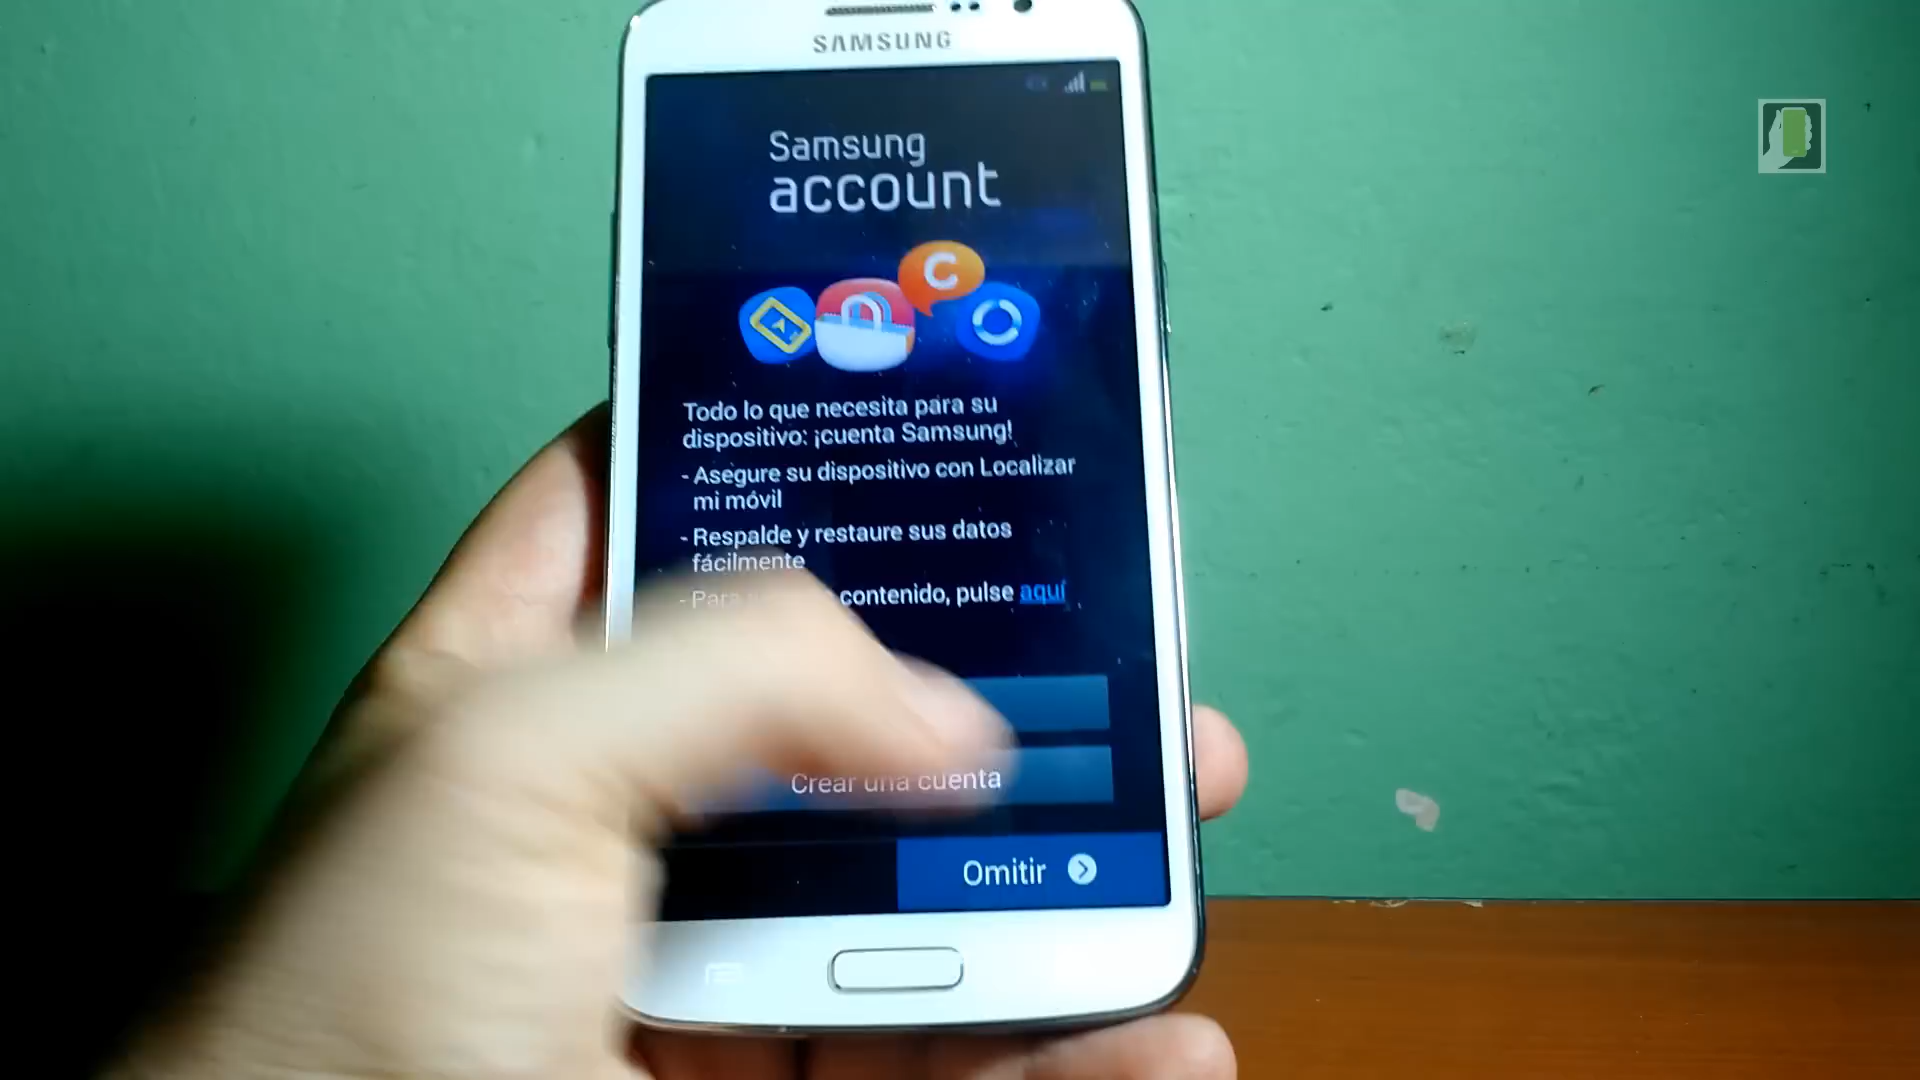 SAMSUNG
Samsung
account
C
Todo lo que necesita para su
dispositivo: ¡cuenta Samsung!
- Asegure su dispositivo con Localizar
mi móvil
- Respalde y restaure sus datos
fácilmente
- Para contenido, pulse aquí
Crear una cuenta
Omitir